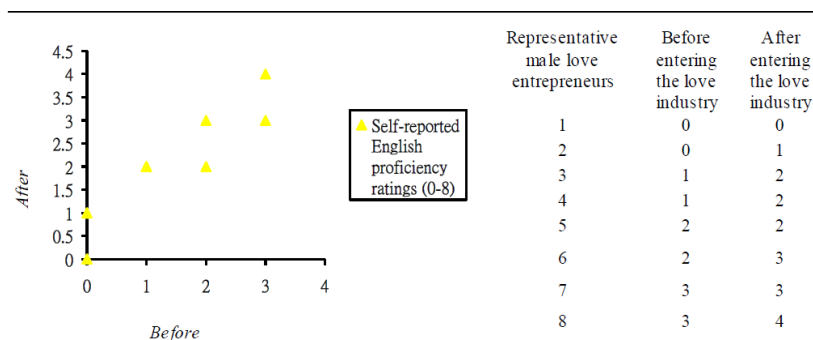 4.5
4
3.5
3
2.5
2
1.5
1
0.5
0
0 1 2 3 4
After
Before
Self-reported
English
proficiency
ratings (0-8)
Representative Before After
male love entering entering
entrepreneurs the love the love
industry industry
1 0 0
2 0 1
3 1 2
4 1 2
5 2 2
6 2 3
7 3 3
8 3 4